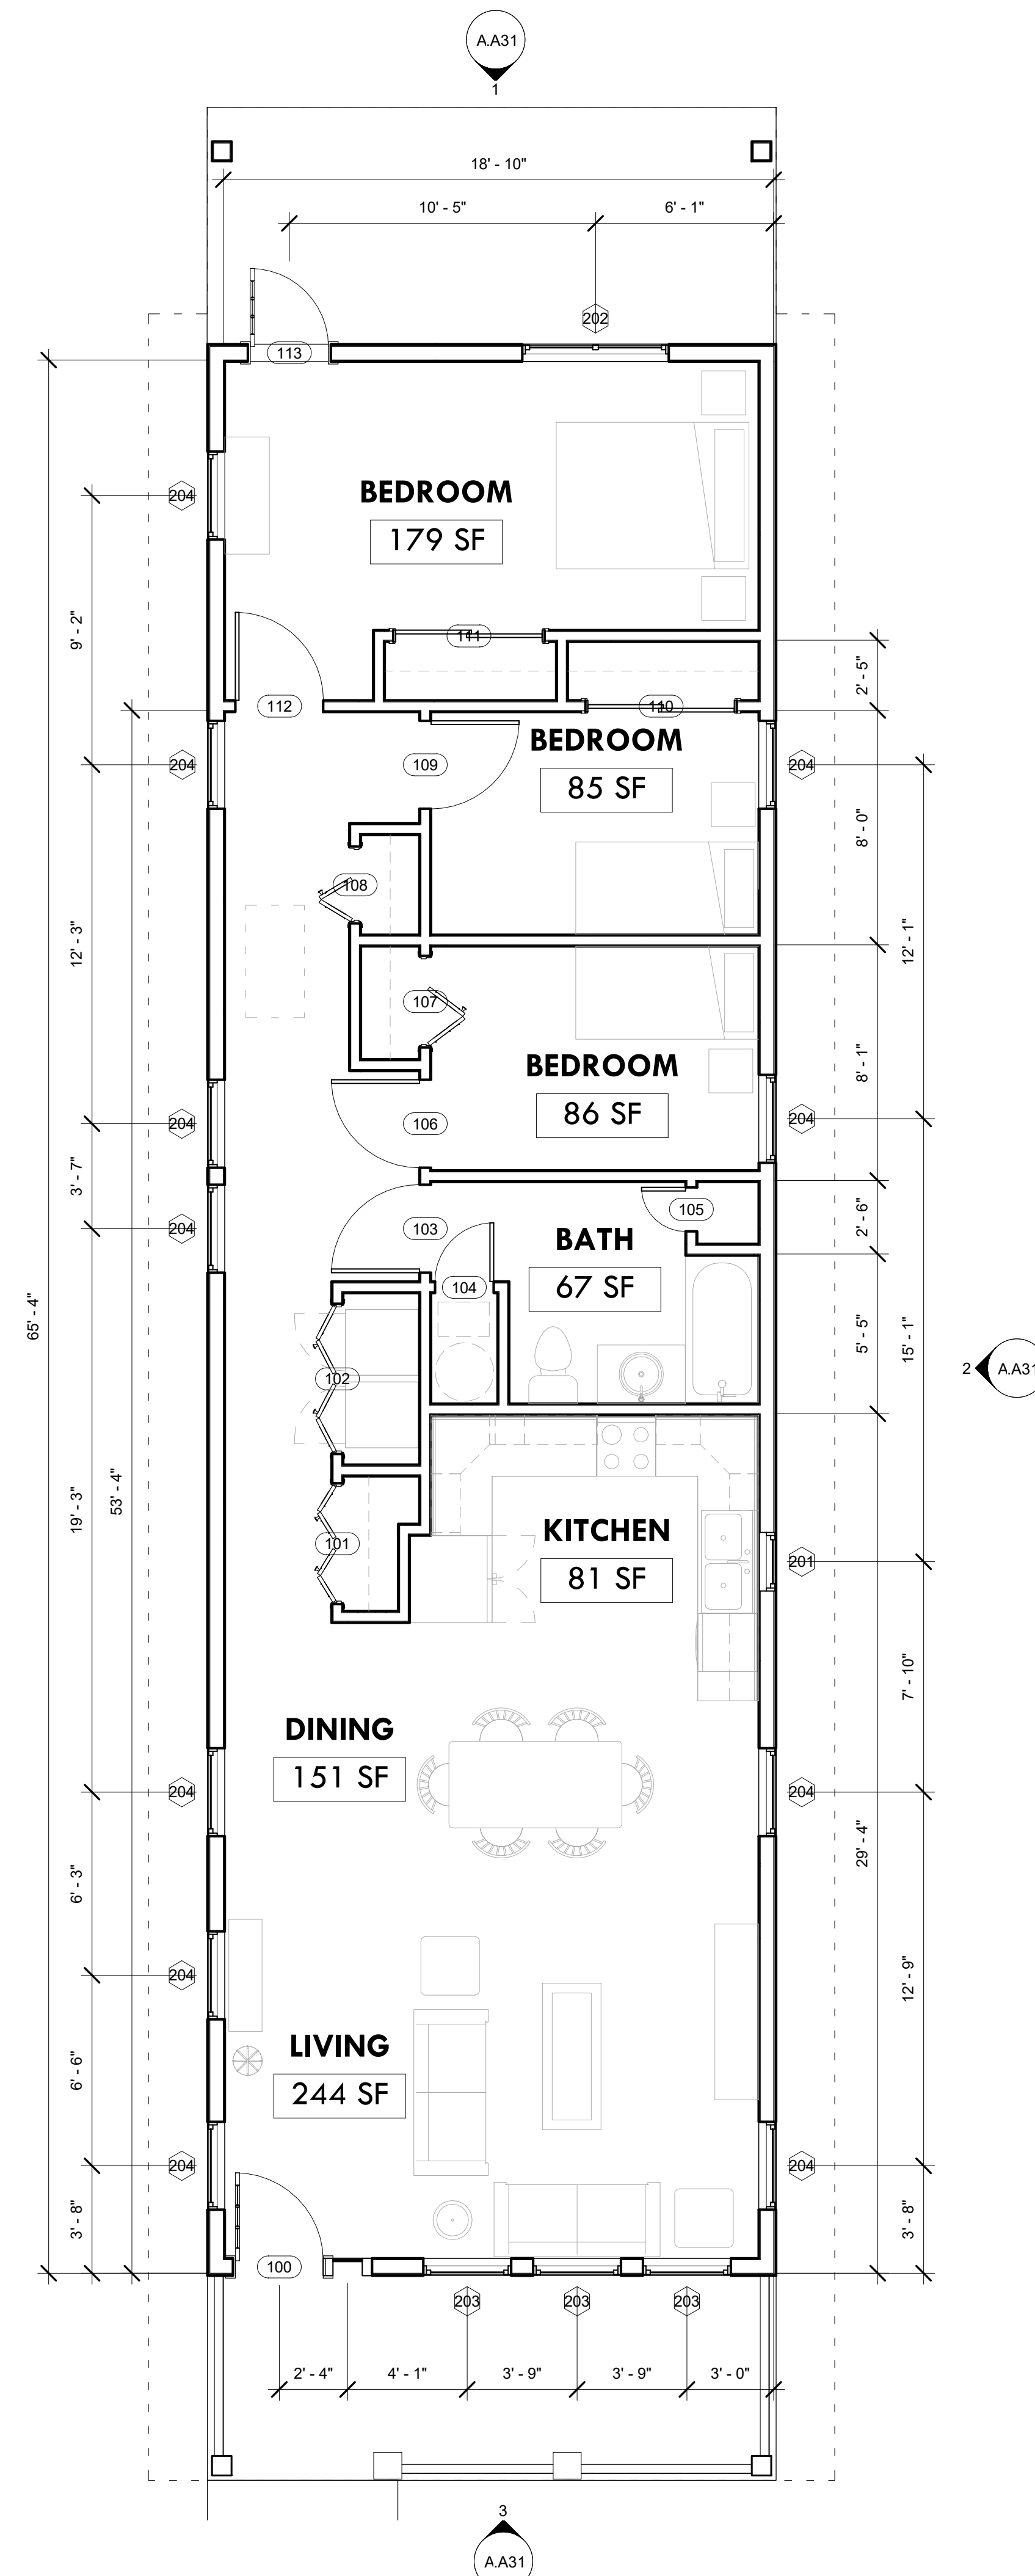 A.A31
1
18' - 10"
10' - 5"
6' - 1"
202
113
BEDROOM
179 SF
204
9' - 2"
111
2' - 5"
112
110
BEDROOM
85 SF
204
109
204
8' - 0"
108
12' - 3"
12' - 1"
107
BEDROOM
86 SF
8' - 1"
204
106
204
3' - 7"
204
103
105
2' - 6"
BATH
67 SF
104
65' - 4"
5' - 5"
15' - 1"
2
A.A31
102
53' - 4"
19' - 3"
101
KITCHEN
81 SF
201
7' - 10"
DINING
151 SF
204
204
29' - 4"
6' - 3"
204
12' - 9"
LIVING
244 SF
6' - 6"
204
204
3' - 8"
3' - 8"
100
203
203
203
2' - 4"
4' - 1"
3' - 9"
3' - 9"
3' - 0"
3
A.A31